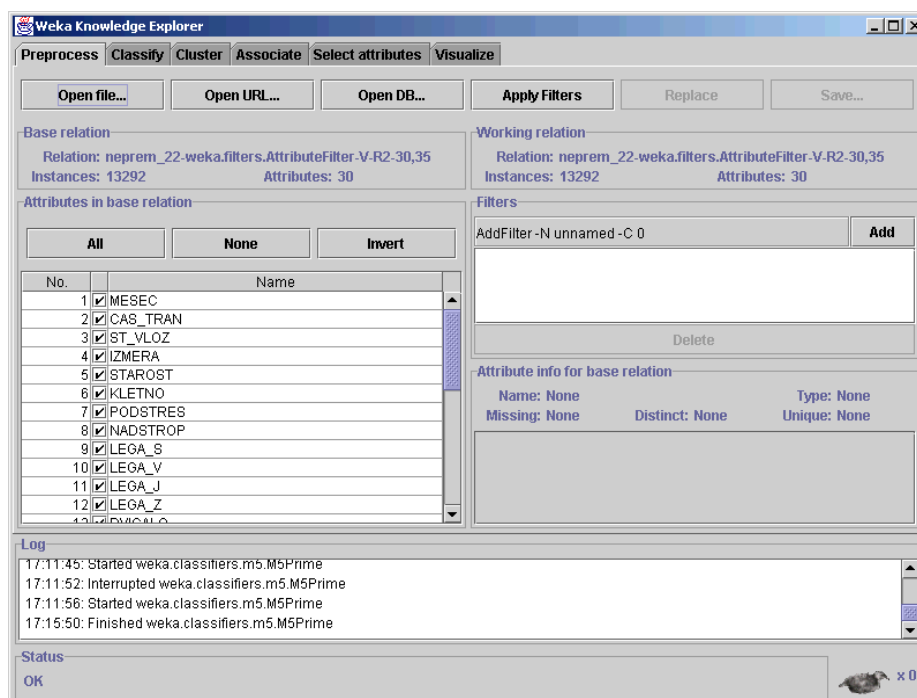 Weka Knowledge Explorer
Preprocess Classify Cluster Associate Select attributes Visualize
Open file... Open URL... Open DB... Apply Filters Replace Save...
Base relation
Relation: neprem_22-weka.filters.AttributeFilter-V-R2-30,35
Instances: 13292 Attributes: 30
Working relation
Relation: neprem_22-weka.filters.AttributeFilter-V-R2-30,35
Instances: 13292 Attributes: 30
Attributes in base relation
All None Invert
No. Name
1 MESEC
2 CAS_TRAN
3 ST_VLOZ
4 IZMERA
5 STAROST
6 KLETNO
7 PODSTRES
8 NADSTROP
9 LEGA_S
10 LEGA_V
11 LEGA_J
12 LEGA_Z
13 DVIGALO
Filters
AddFilter -N unnamed -C 0 Add
Delete
Attribute info for base relation
Name: None Type: None
Missing: None Distinct: None Unique: None
Log
17:11:45: Started weka.classifiers.m5.M5Prime
17:11:52: Interrupted weka.classifiers.m5.M5Prime
17:11:56: Started weka.classifiers.m5.M5Prime
17:15:50: Finished weka.classifiers.m5.M5Prime
Status
OK
x 0